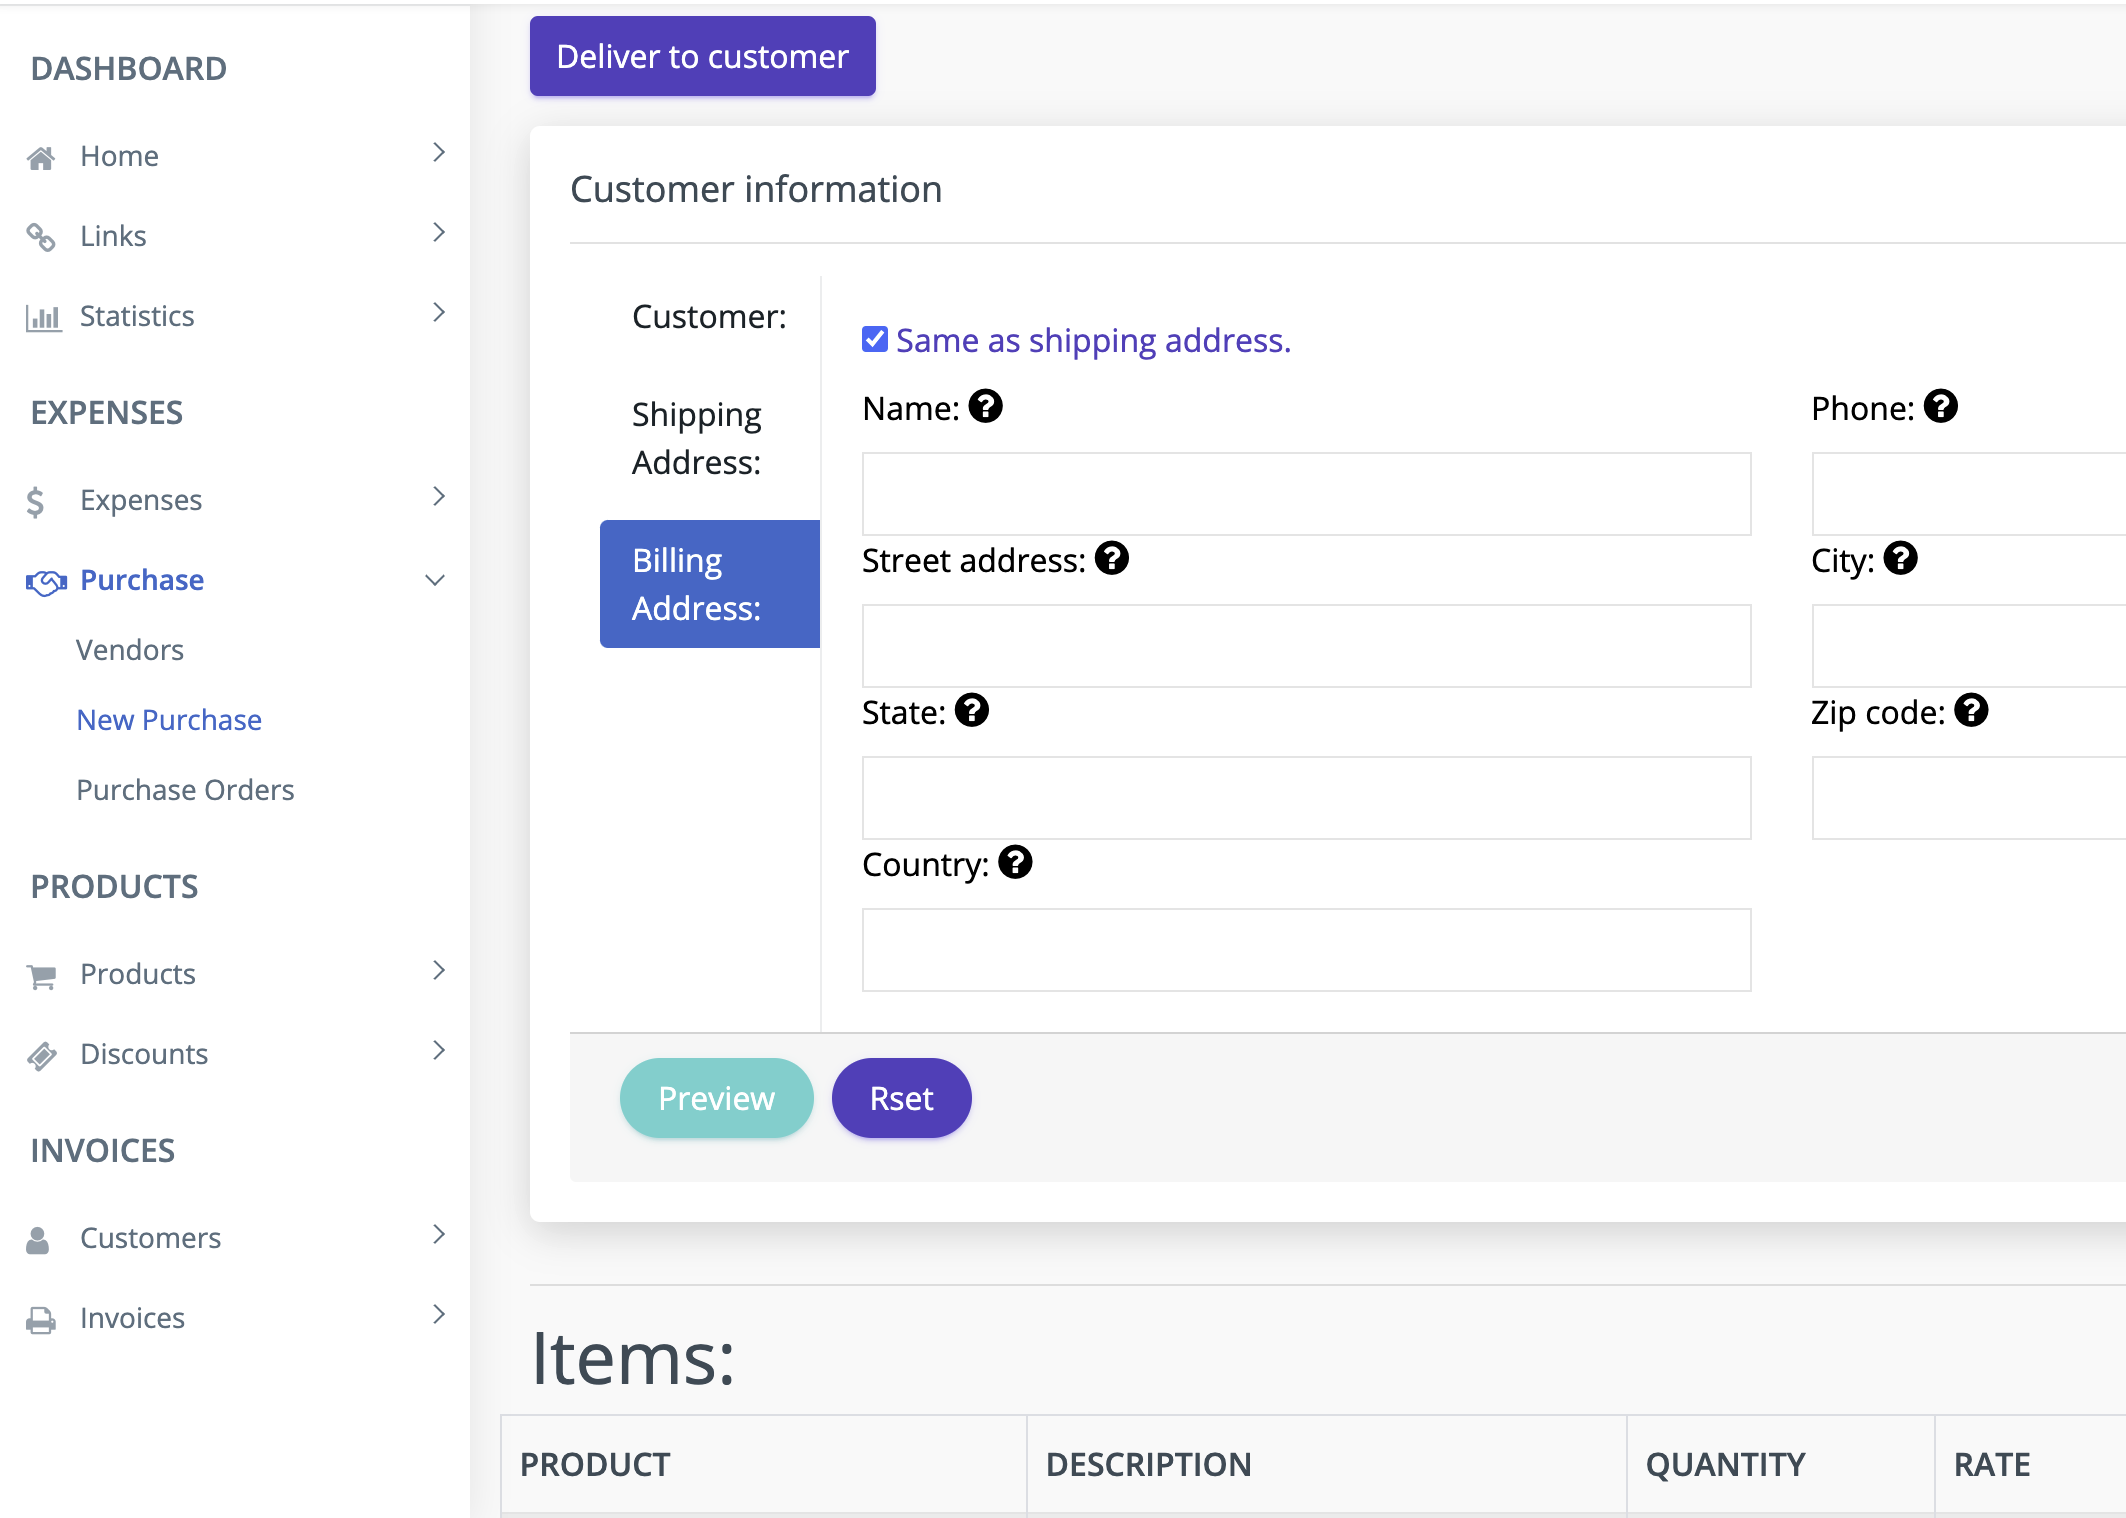 DASHBOARD
Home
Links
Statistics
EXPENSES
Expenses
Purchase
Vendors
New Purchase
Purchase Orders
PRODUCTS
Products
Discounts
INVOICES
Customers
Invoices
Deliver to customer
Customer information
Customer:
Shipping
Address:
Billing
Address:
Same as shipping address.
Name:
Phone:
Street address:
City:
State:
Zip code:
Country:
Preview
Rset
Items:
PRODUCT
DESCRIPTION
QUANTITY
RATE